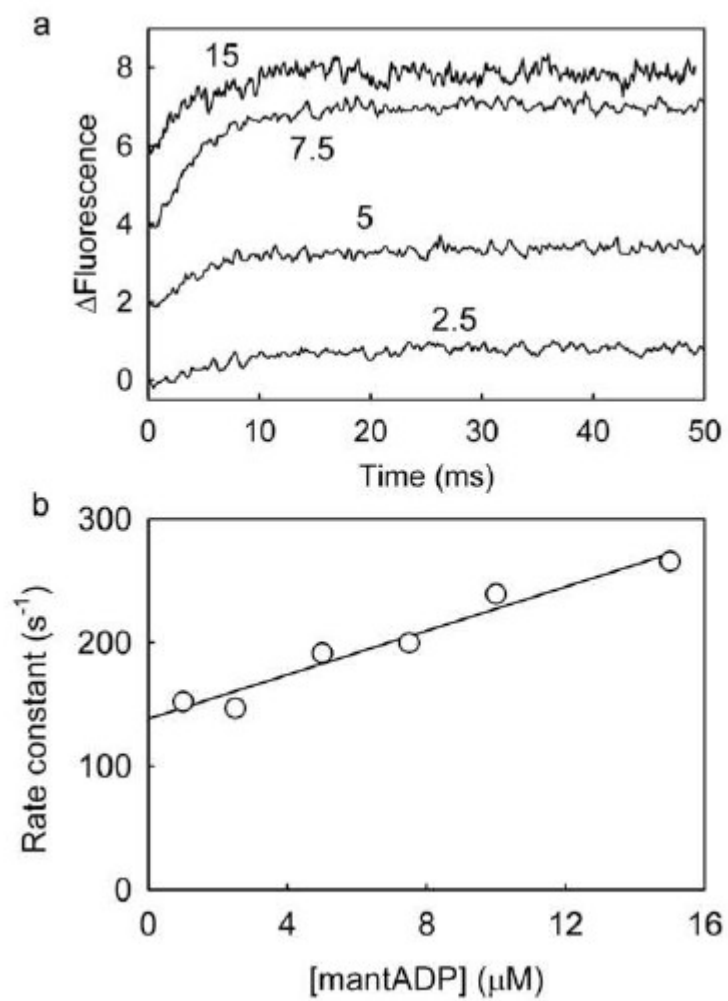 a
8
15
6
7.5
4
5
2
2.5
0
ΔFluorescence
0 10 20 30 40 50
Time (ms)
b
300
200
100
0
Rate constant (s⁻¹)
0 4 8 12 16
[mantADP] (μM)